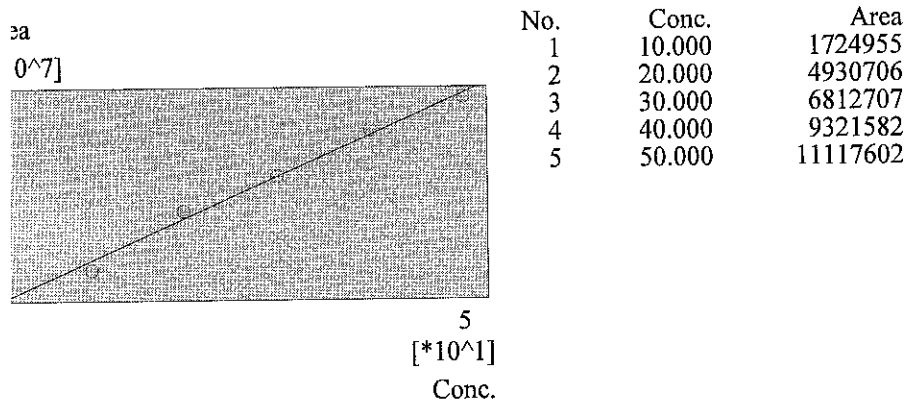 ea
0^7]
5
[*10^1]
Conc.
No. Conc. Area
1 10.000 1724955
2 20.000 4930706
3 30.000 6812707
4 40.000 9321582
5 50.000 11117602